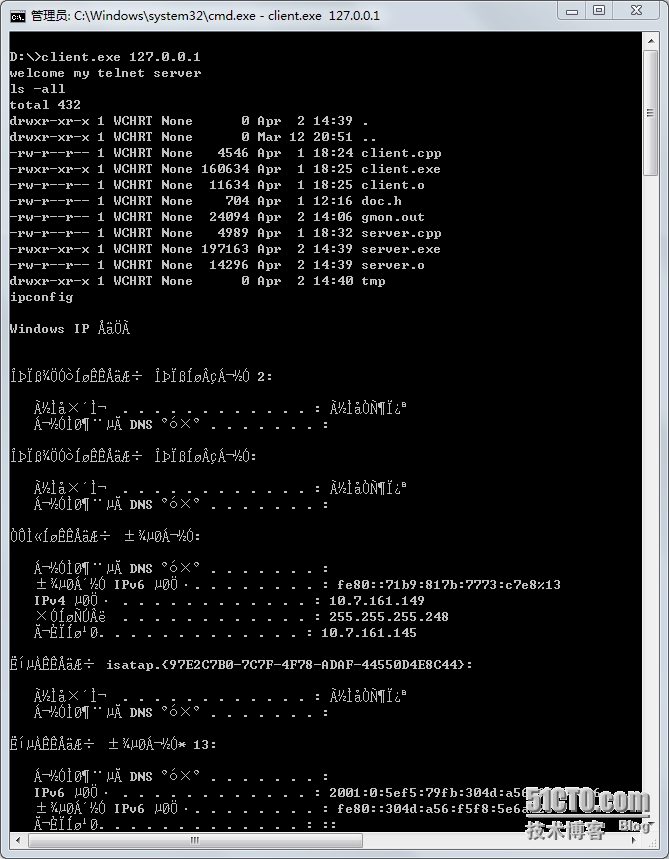 管理员: C:\Windows\system32\cmd.exe - client.exe 127.0.0.1
D:\>client.exe 127.0.0.1
welcome my telnet server
ls -all
total 432
drwxr-xr-x 1 WCHRT None 0 Apr 2 14:39 .
drwxr-xr-x 1 WCHRT None 0 Mar 12 20:51 ..
-rw-r--r-- 1 WCHRT None 4546 Apr 1 18:24 client.cpp
-rwxr-xr-x 1 WCHRT None 160634 Apr 1 18:25 client.exe
-rw-r--r-- 1 WCHRT None 11634 Apr 1 18:25 client.o
-rw-r--r-- 1 WCHRT None 704 Apr 1 12:16 doc.h
-rw-r--r-- 1 WCHRT None 24094 Apr 2 14:06 gmon.out
-rw-r--r-- 1 WCHRT None 4989 Apr 1 18:32 server.cpp
-rwxr-xr-x 1 WCHRT None 197163 Apr 2 14:39 server.exe
-rw-r--r-- 1 WCHRT None 14296 Apr 2 14:39 server.o
drwxr-xr-x 1 WCHRT None 0 Apr 2 14:40 tmp
ipconfig
Windows IP ÅäÖÃ
ÎÞÏß¾ÖÓòÍøÊÊÅäÆ÷ ÎÞÏßÍøÂçÁ¬½Ó 2:
Ã½Ìå×´Ì¬ . . . . . . . . . . . . : Ã½ÌåÒÑ¶Ï¿ª
Á¬½ÓÌØ¶¨µÄ DNS ºó×º . . . . . . . :
ÎÞÏß¾ÖÓòÍøÊÊÅäÆ÷ ÎÞÏßÍøÂçÁ¬½Ó:
Ã½Ìå×´Ì¬ . . . . . . . . . . . . : Ã½ÌåÒÑ¶Ï¿ª
Á¬½ÓÌØ¶¨µÄ DNS ºó×º . . . . . . . :
ÒÔÌ«ÍøÊÊÅäÆ÷ ±¾µØÁ¬½Ó:
Á¬½ÓÌØ¶¨µÄ DNS ºó×º . . . . . . . :
±¾µØÁ´½Ó IPv6 µØÖ·. . . . . . . . : fe80::71b9:817b:7773:c7e8%13
IPv4 µØÖ· . . . . . . . . . . . . : 10.7.161.149
×ÓÍøÑÚÂë . . . . . . . . . . . . : 255.255.255.248
Ä¬ÈÏÍø¹Ø. . . . . . . . . . . . . : 10.7.161.145
ËíµÀÊÊÅäÆ÷ isatap.{97E2C7B0-7C7F-4F78-ADAF-44550D4E8C44}:
Ã½Ìå×´Ì¬ . . . . . . . . . . . . : Ã½ÌåÒÑ¶Ï¿ª
Á¬½ÓÌØ¶¨µÄ DNS ºó×º . . . . . . . :
ËíµÀÊÊÅäÆ÷ ±¾µØÁ¬½Ó* 13:
Á¬½ÓÌØ¶¨µÄ DNS ºó×º . . . . . . . :
IPv6 µØÖ· . . . . . . . . . . . . : 2001:0:5ef5:79fb:304d:a56
±¾µØÁ´½Ó IPv6 µØÖ·. . . . . . . . : fe80::304d:a56:f5f8:5e6a
Ä¬ÈÏÍø¹Ø. . . . . . . . . . . . . : ::
51CTO.com
技术博客 Blog